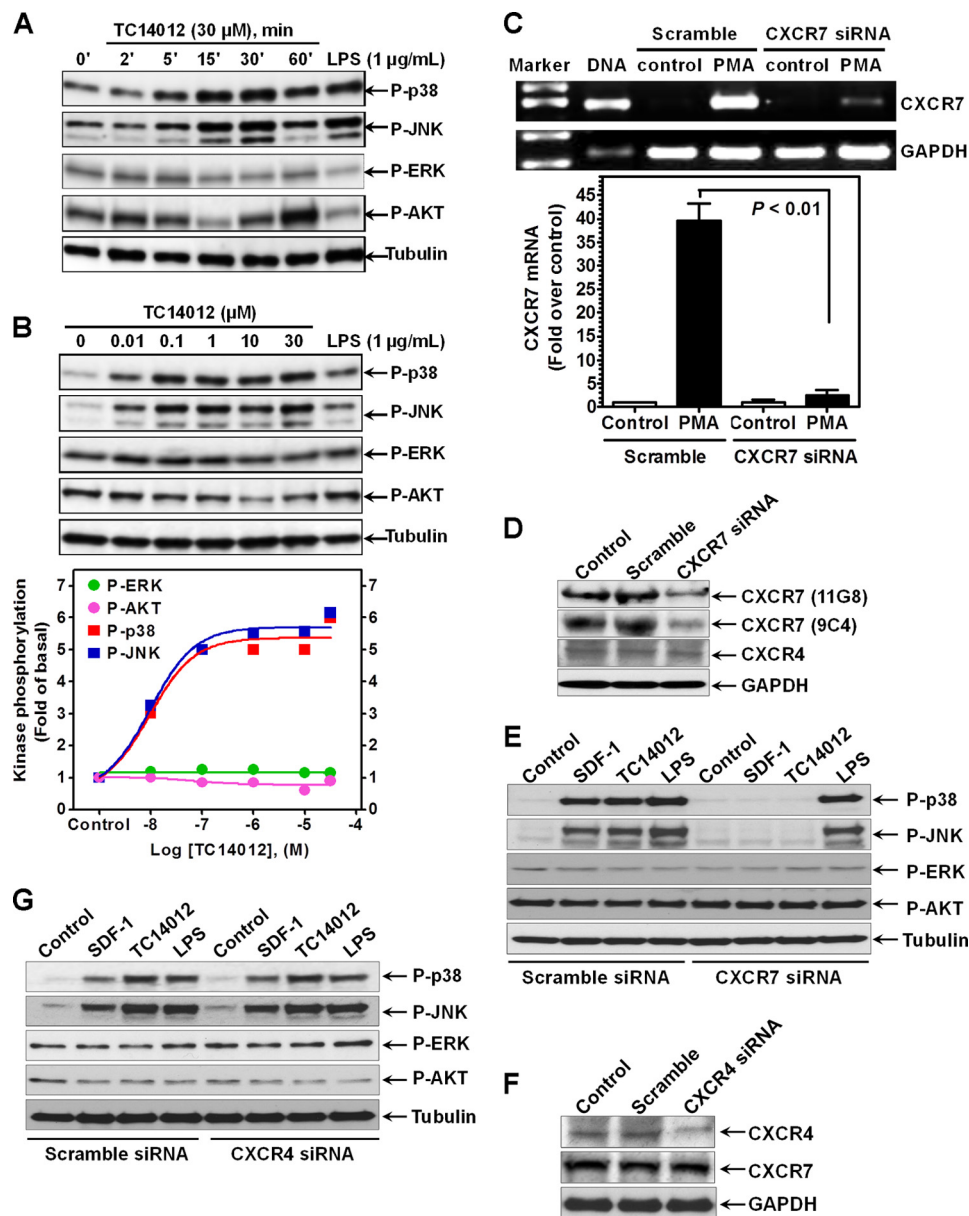 A
TC14012 (30 µM), min
0' 2' 5' 15' 30' 60' LPS (1 µg/mL)
P-p38
P-JNK
P-ERK
P-AKT
Tubulin
B
TC14012 (µM)
0 0.01 0.1 1 10 30 LPS (1 µg/mL)
P-p38
P-JNK
P-ERK
P-AKT
Tubulin
Kinase phosphorylation
(Fold of basal)
7 7
6 6
5 5
4 4
3 3
2 2
1 1
0 0
P-ERK
P-AKT
P-p38
P-JNK
Control -8 -7 -6 -5 -4
Log [TC14012], (M)
C
Scramble CXCR7 siRNA
Marker DNA control PMA control PMA
CXCR7
GAPDH
CXCR7 mRNA
(Fold over control)
45
40
35
30
25
20
15
10
5
0
P < 0.01
Control PMA Control PMA
Scramble CXCR7 siRNA
D
Control Scramble CXCR7 siRNA
CXCR7 (11G8)
CXCR7 (9C4)
CXCR4
GAPDH
E
Control SDF-1 TC14012 LPS Control SDF-1 TC14012 LPS
P-p38
P-JNK
P-ERK
P-AKT
Tubulin
Scramble siRNA CXCR7 siRNA
G
Control SDF-1 TC14012 LPS Control SDF-1 TC14012 LPS
P-p38
P-JNK
P-ERK
P-AKT
Tubulin
Scramble siRNA CXCR4 siRNA
F
Control Scramble CXCR4 siRNA
CXCR4
CXCR7
GAPDH